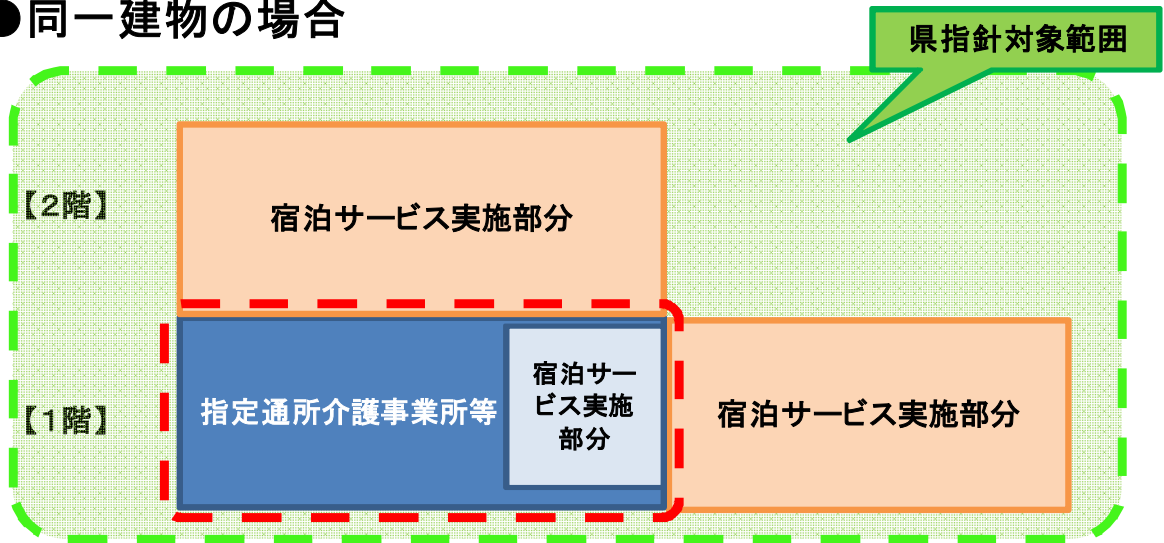 ●同一建物の場合
県指針対象範囲
【2階】
宿泊サービス実施部分
【1階】
指定通所介護事業所等
宿泊サー
ビス実施
部分
宿泊サービス実施部分